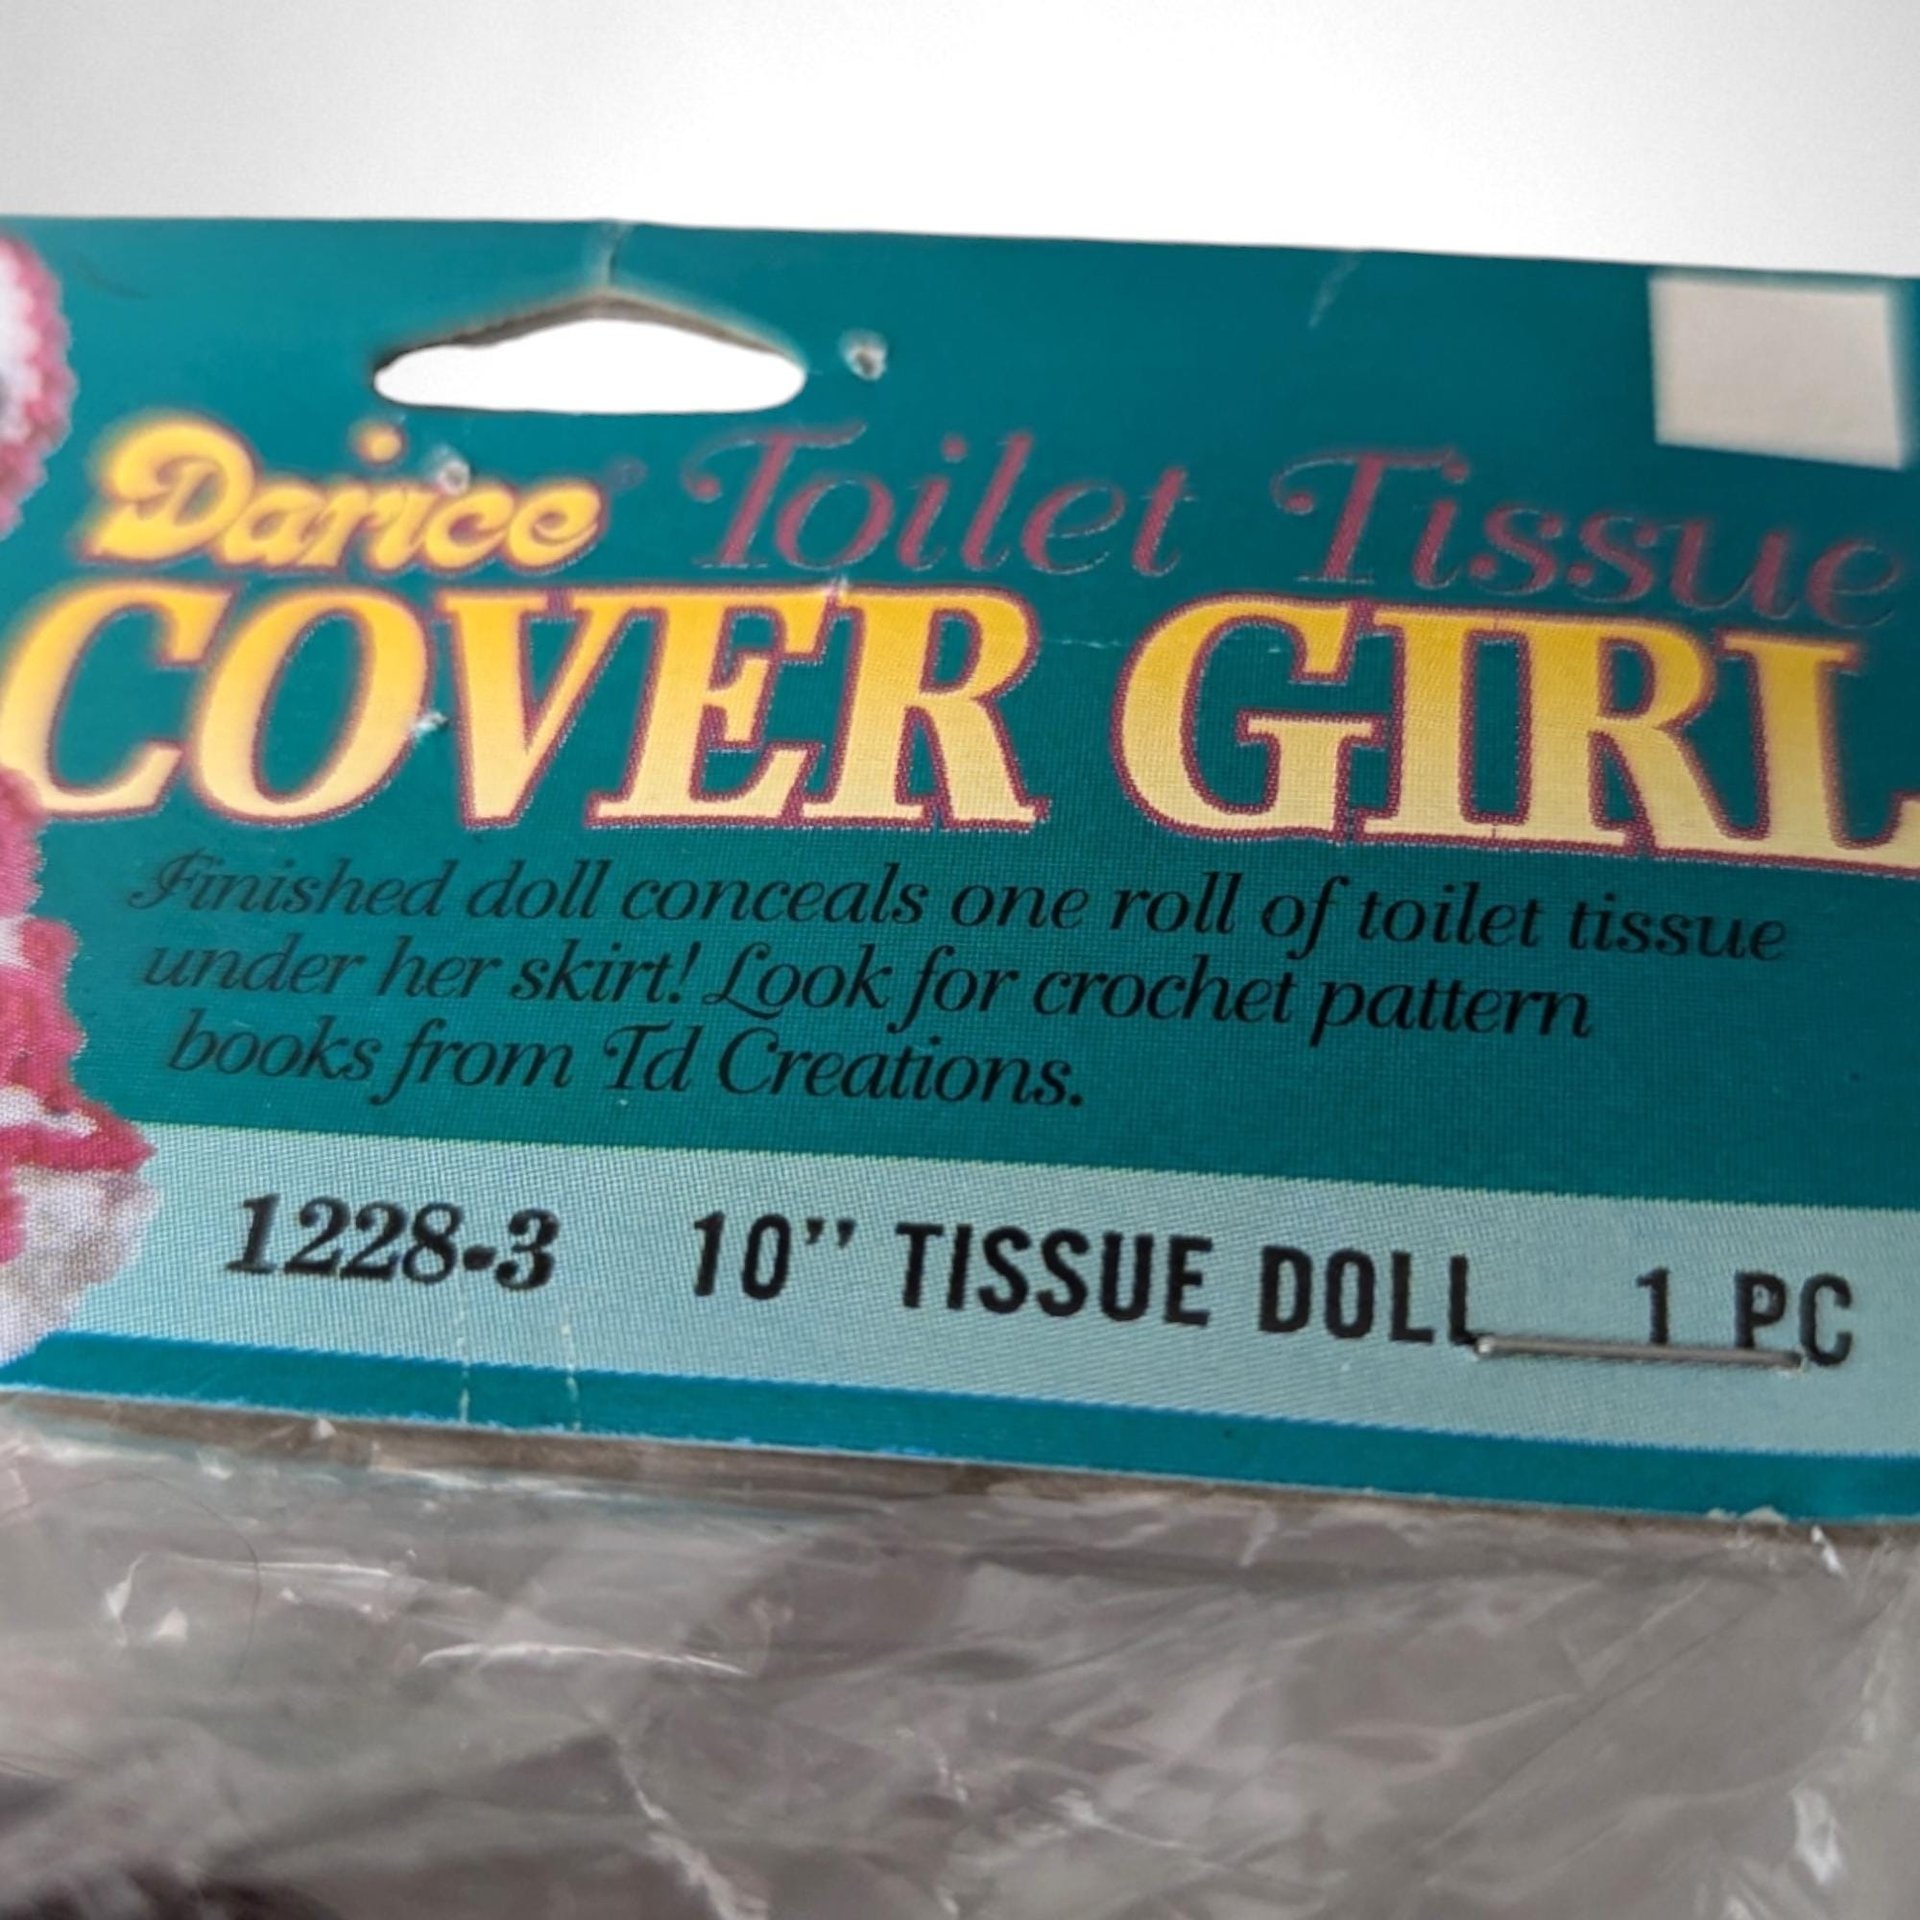 Darice® Toilet Tissue
COVER GIRL
Finished doll conceals one roll of toilet tissue
under her skirt! Look for crochet pattern
books from Td Creations.
1228-3 10" TISSUE DOLL 1 PC